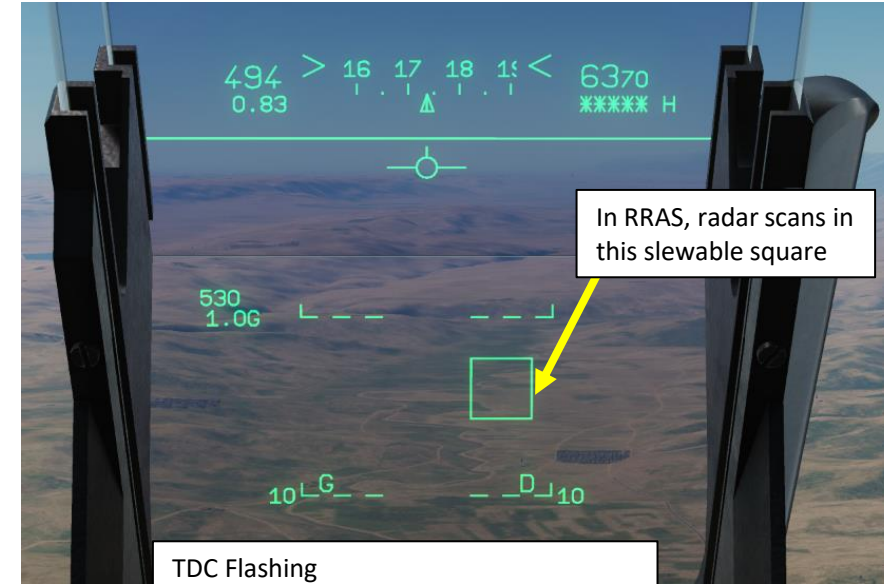 494 > 16 17 18 1 < 6370
0.83 ***** H
In RRAS, radar scans in
this slewable square
530
1.0G
10 G D 10
TDC Flashing